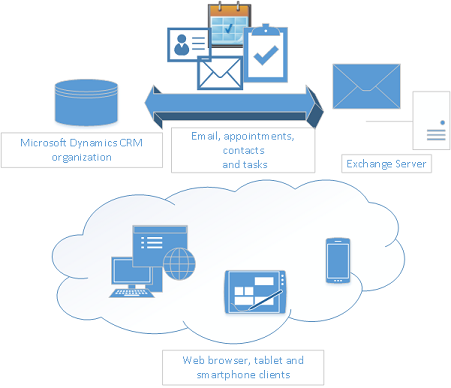 Microsoft Dynamics CRM
organization
Email, appointments,
contacts
and tasks
Exchange Server
Web browser, tablet and
smartphone clients